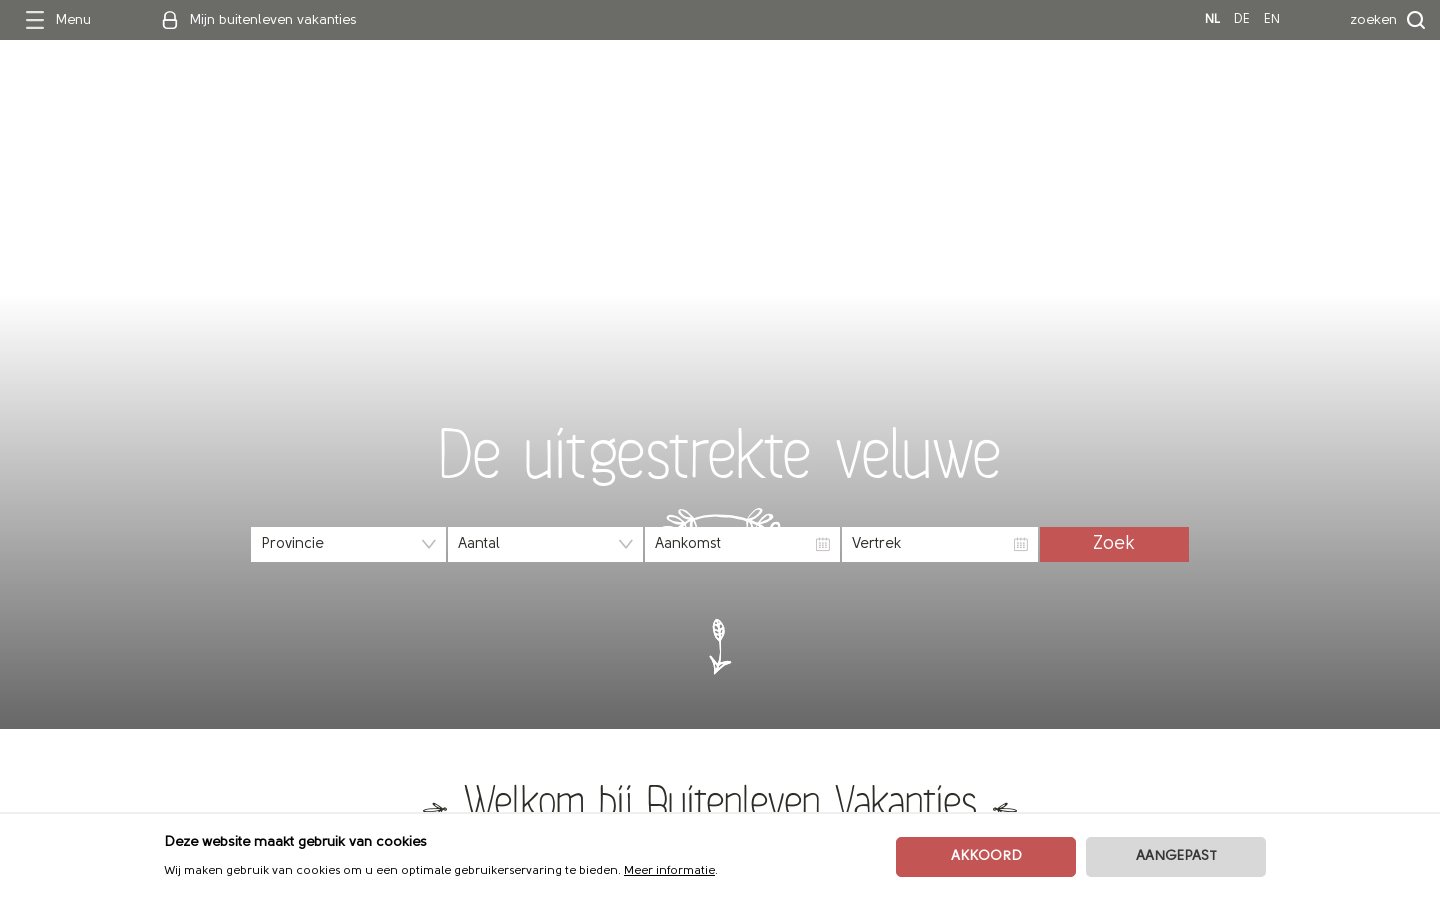 Menu
Mijn buitenleven vakanties
NL DE EN
zoeken
De uitgestrekte veluwe
Provincie
Aantal
Aankomst
Vertrek
Zoek
Welkom bij Buitenleven Vakanties
Deze website maakt gebruik van cookies
Wij maken gebruik van cookies om u een optimale gebruikerservaring te bieden. Meer informatie.
AKKOORD
AANGEPAST